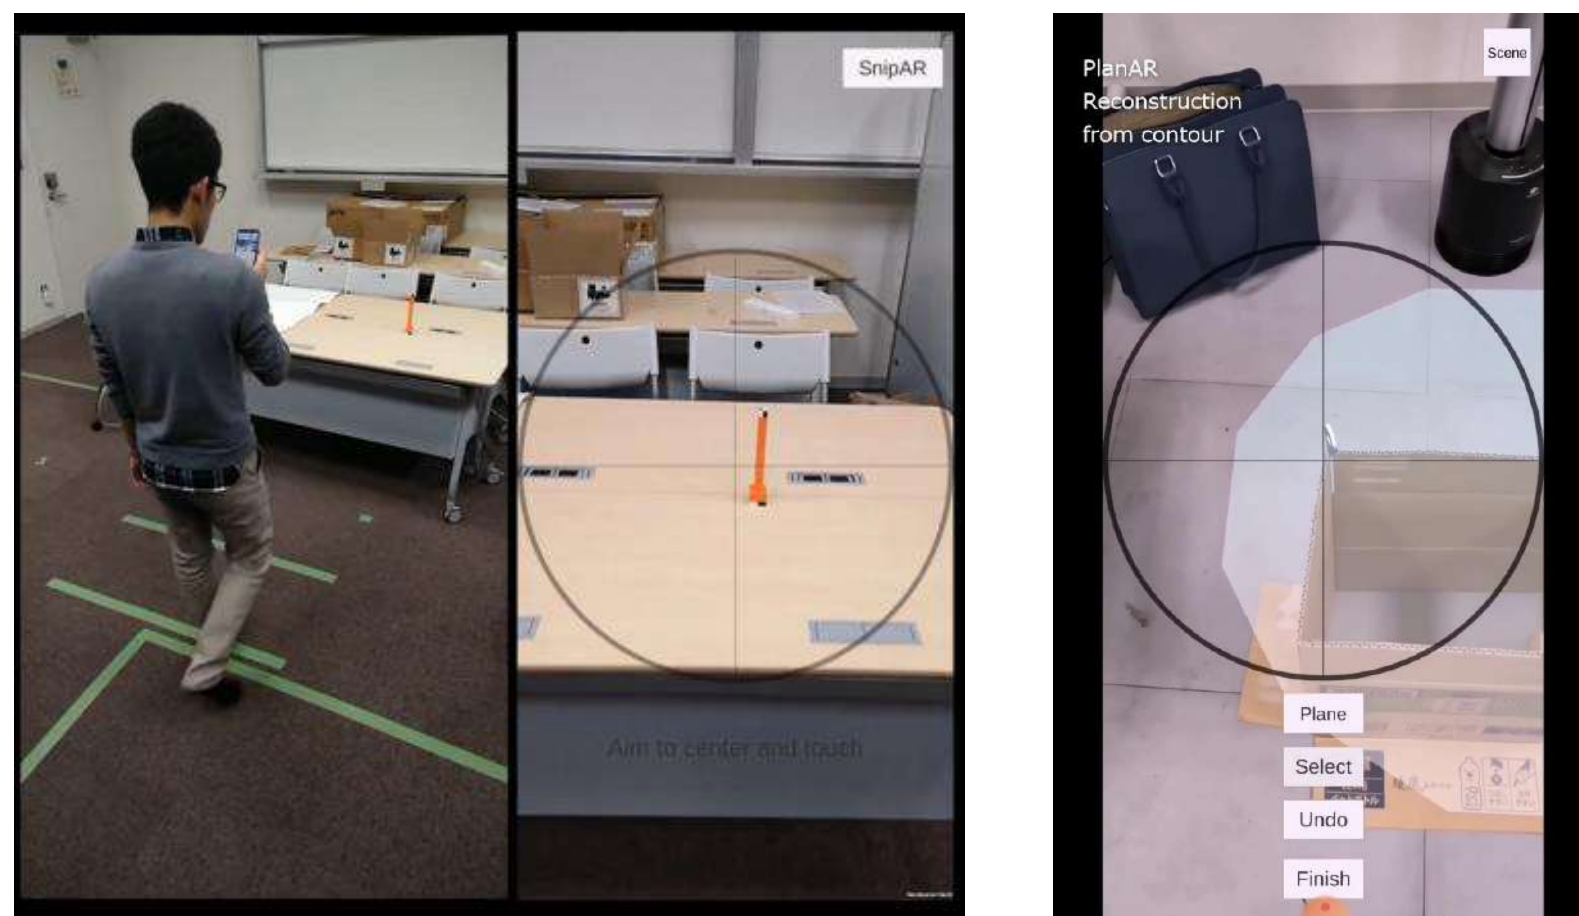 SnipAR
Aim to center and touch
PlanAR
Reconstruction
from contour
Scene
Plane
Select
Undo
Finish